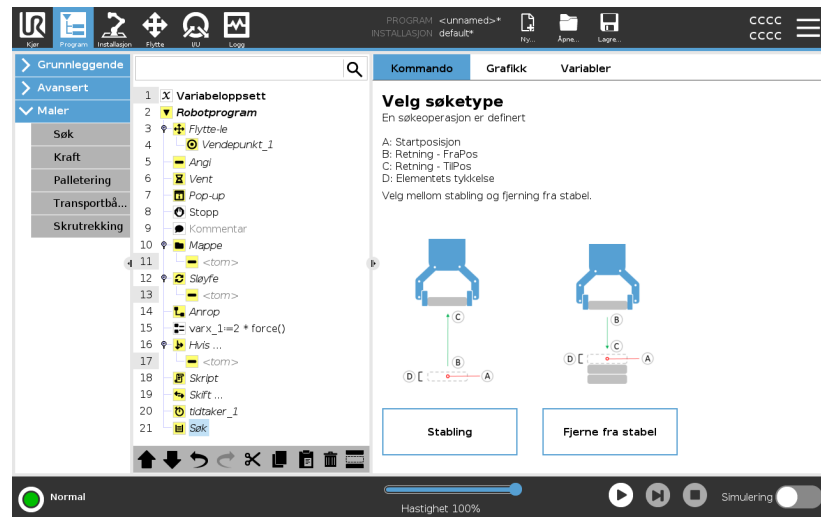 UR
Kjør
Program
Installasjon
Flytte
I/U
Logg
PROGRAM <unnamed>*
INSTALLASJON default*
Ny...
Åpne...
Lagre...
cccc
cccc
Grunnleggende
Avansert
Maler
Søk
Kraft
Palletering
Transportbå...
Skrutrekking
1 X Variabeloppsett
2 Robotprogram
3 Flytte-le
4 Vendepunkt_1
5 Angi
6 Vent
7 Pop-up
8 Stopp
9 Kommentar
10 Mappe
11 <tom>
12 Sløyfe
13 <tom>
14 Anrop
15 varx_1≔2 * force()
16 Hvis ...
17 <tom>
18 Skript
19 Skift ...
20 tidtaker_1
21 Søk
Kommando
Grafikk
Variabler
Velg søketype
En søkeoperasjon er definert
A: Startposisjon
B: Retning - FraPos
C: Retning - TilPos
D: Elementets tykkelse
Velg mellom stabling og fjerning fra stabel.
C
B
D
A
B
C
D
A
Stabling
Fjerne fra stabel
Normal
Hastighet 100%
Simulering